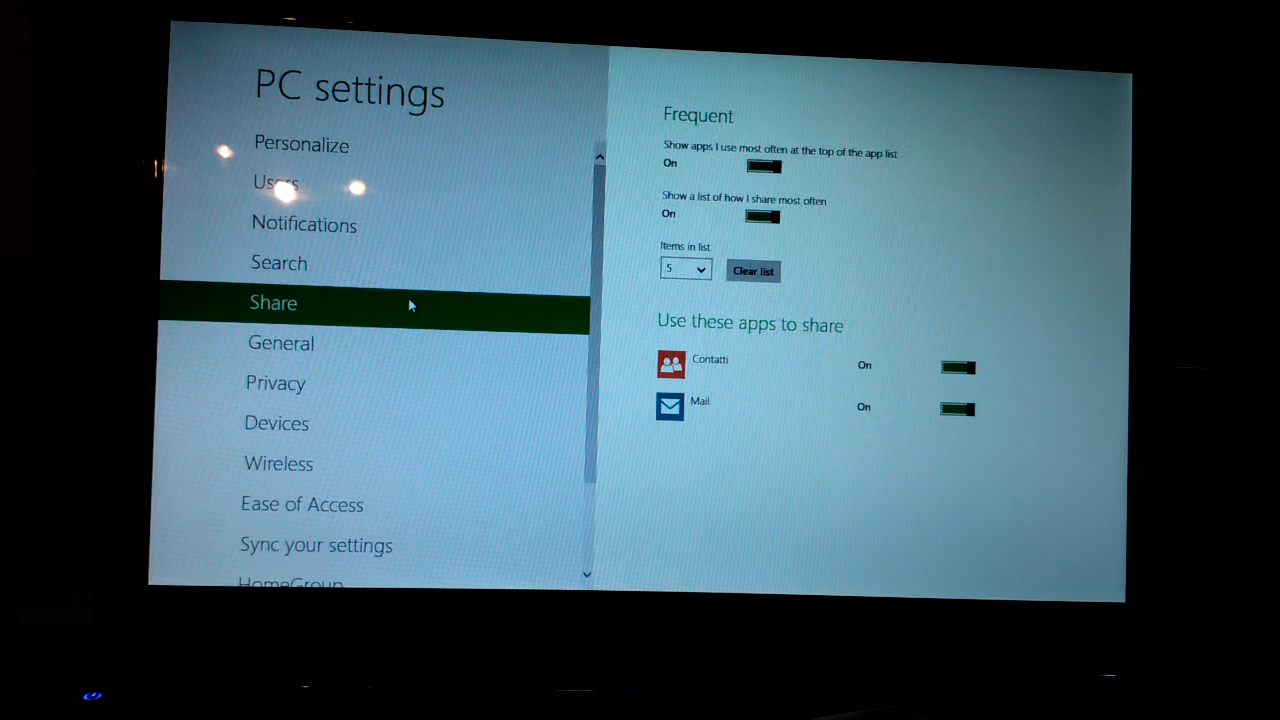 PC settings
Personalize
Users
Notifications
Search
Share
General
Privacy
Devices
Wireless
Ease of Access
Sync your settings
HomeGroup
Frequent
Show apps I use most often at the top of the app list
On
Show a list of how I share most often
On
Items in list
5
Clear list
Use these apps to share
Contatti
On
Mail
On